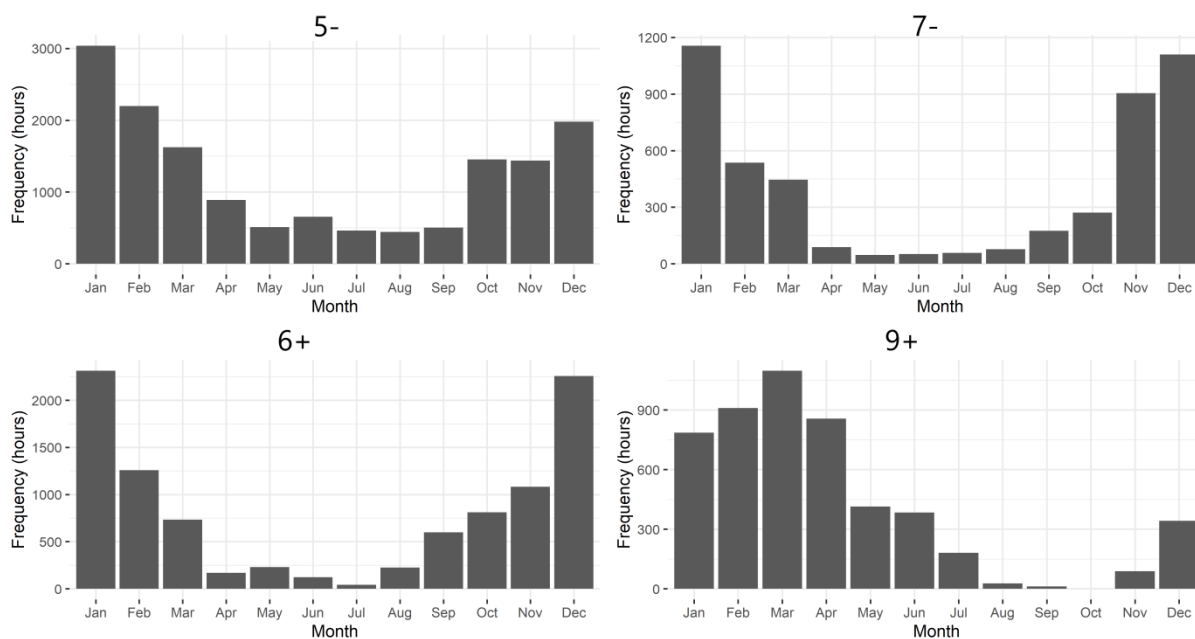 5-
Frequency (hours)
3000
2000
1000
0
Jan Feb Mar Apr May Jun Jul Aug Sep Oct Nov Dec
Month
7-
Frequency (hours)
1200
900
600
300
0
Jan Feb Mar Apr May Jun Jul Aug Sep Oct Nov Dec
Month
6+
Frequency (hours)
2000
1500
1000
500
0
Jan Feb Mar Apr May Jun Jul Aug Sep Oct Nov Dec
Month
9+
Frequency (hours)
900
600
300
0
Jan Feb Mar Apr May Jun Jul Aug Sep Oct Nov Dec
Month